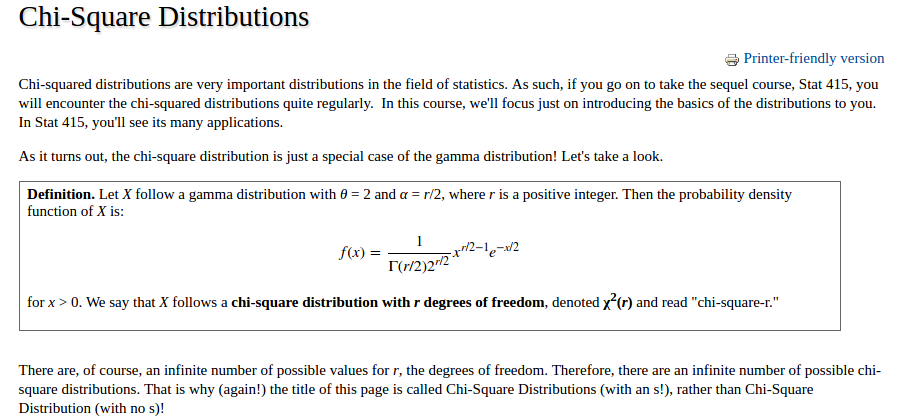 Chi-Square Distributions
Printer-friendly version
Chi-squared distributions are very important distributions in the field of statistics. As such, if you go on to take the sequel course, Stat 415, you
will encounter the chi-squared distributions quite regularly. In this course, we'll focus just on introducing the basics of the distributions to you.
In Stat 415, you'll see its many applications.
As it turns out, the chi-square distribution is just a special case of the gamma distribution! Let's take a look.
Definition. Let X follow a gamma distribution with θ = 2 and α = r/2, where r is a positive integer. Then the probability density
function of X is:
f(x) = 1/(Γ(r/2)2^(r/2)) x^(r/2−1)e^(−x/2)
for x > 0. We say that X follows a chi-square distribution with r degrees of freedom, denoted χ²(r) and read "chi-square-r."
There are, of course, an infinite number of possible values for r, the degrees of freedom. Therefore, there are an infinite number of possible chi-
square distributions. That is why (again!) the title of this page is called Chi-Square Distributions (with an s!), rather than Chi-Square
Distribution (with no s)!